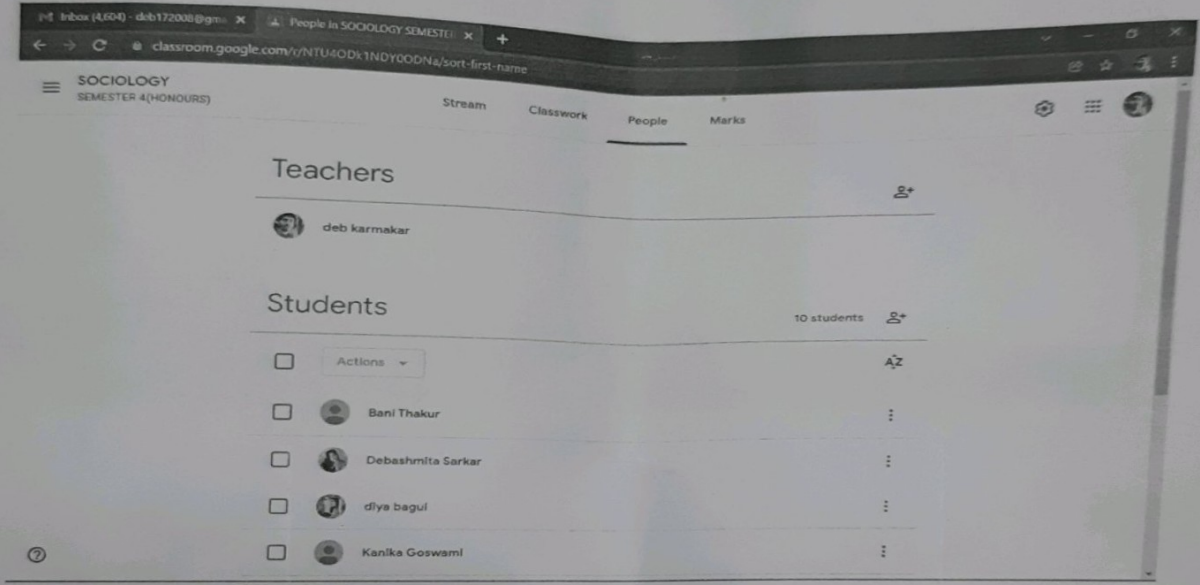 Inbox (4,604) - deb172008@gma
People in SOCIOLOGY SEMESTE
classroom.google.com/r/NTU4ODk1NDY0ODNa/sort-first-name
SOCIOLOGY
SEMESTER 4(HONOURS)
Stream
Classwork
People
Marks
Teachers
deb karmakar
Students
10 students
Actions
AZ
Bani Thakur
Debashmita Sarkar
diya bagui
Kanika Goswami